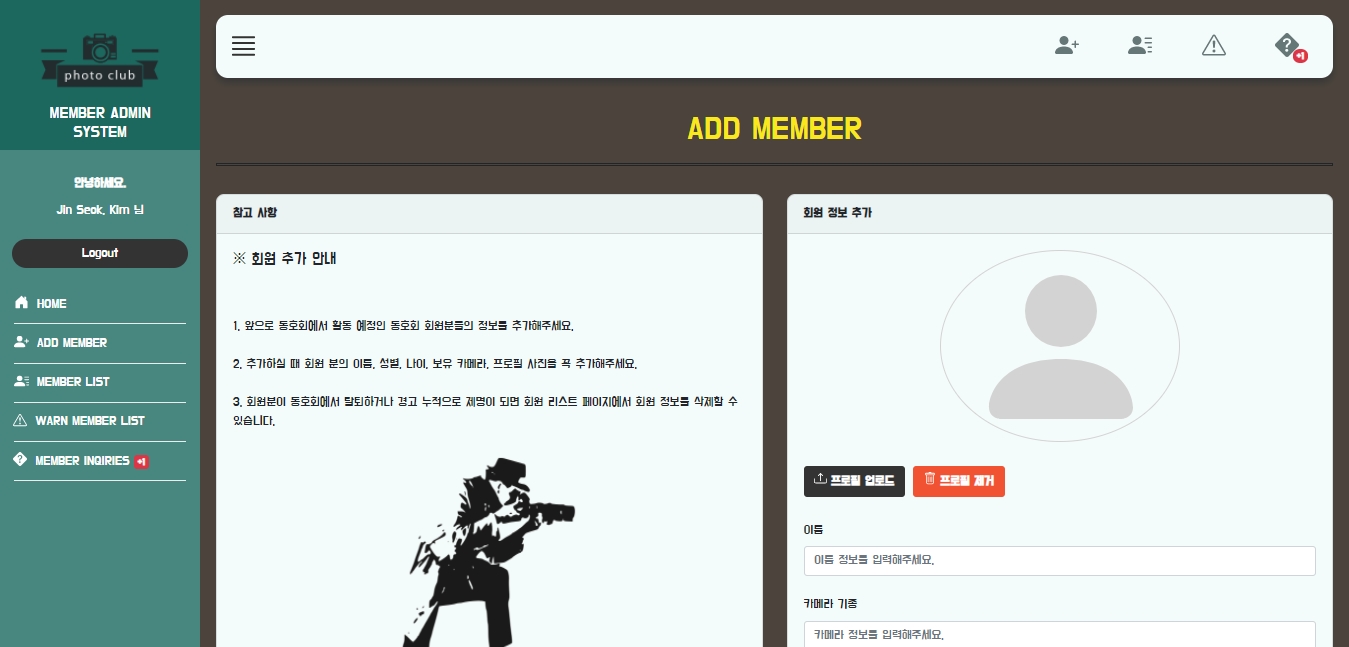 photo club
MEMBER ADMIN
SYSTEM
안녕하세요.
Jin Seok, Kim 님
Logout
HOME
ADD MEMBER
MEMBER LIST
WARN MEMBER LIST
MEMBER INQIRIES +1
+1
ADD MEMBER
참고 사항
※ 회원 추가 안내
1. 앞으로 동호회에서 활동 예정인 동호회 회원분들의 정보를 추가해주세요.
2. 추가하실 때 회원 분의 이름, 성별, 나이, 보유 카메라, 프로필 사진을 꼭 추가해주세요.
3. 회원분이 동호회에서 탈퇴하거나 경고 누적으로 제명이 되면 회원 리스트 페이지에서 회원 정보를 삭제할 수
있습니다.
회원 정보 추가
프로필 업로드
프로필 제거
이름
이름 정보를 입력해주세요.
카메라 기종
카메라 정보를 입력해주세요.